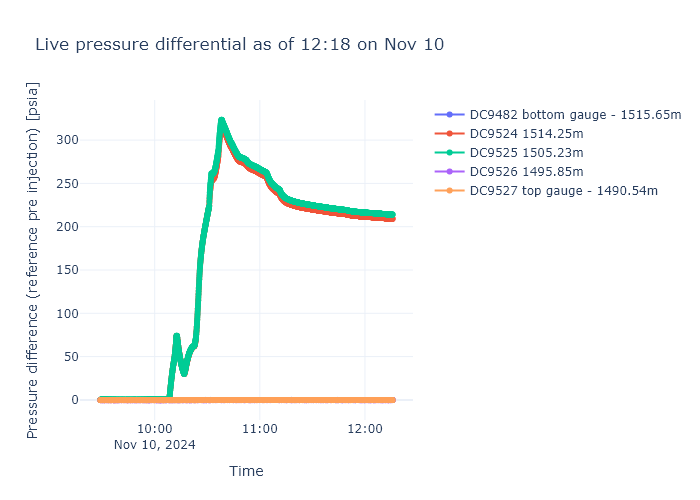 Live pressure differential as of 12:18 on Nov 10
Pressure difference (reference pre injection) [psia]
300
250
200
150
100
50
0
10:00
Nov 10, 2024
11:00
12:00
Time
DC9482 bottom gauge - 1515.65m
DC9524 1514.25m
DC9525 1505.23m
DC9526 1495.85m
DC9527 top gauge - 1490.54m